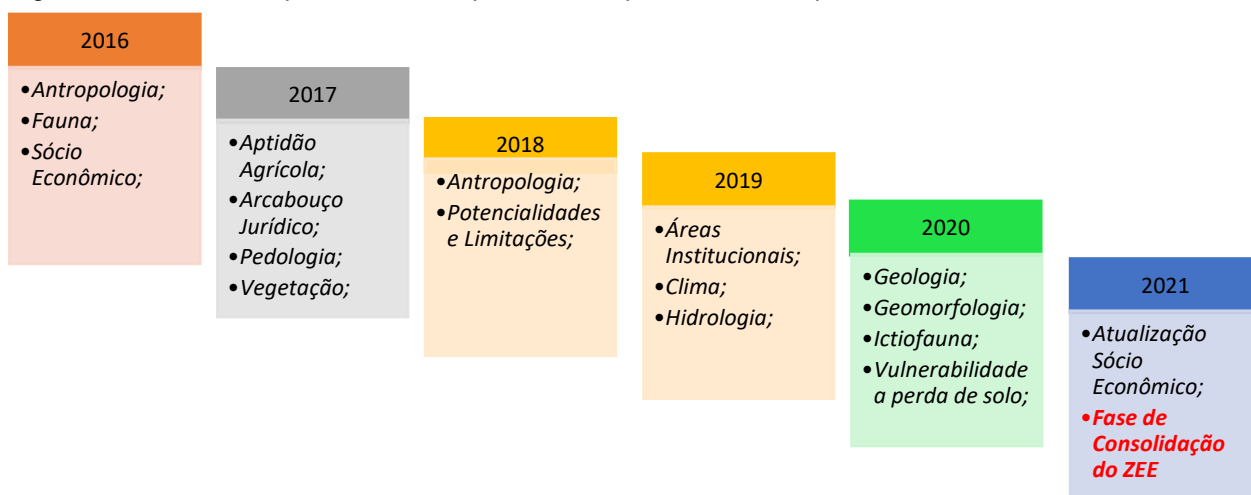 2016
•Antropologia;
•Fauna;
•Sócio
Econômico;
2017
•Aptidão
Agrícola;
•Arcabouço
Jurídico;
•Pedologia;
•Vegetação;
2018
•Antropologia;
•Potencialidades
e Limitações;
2019
•Áreas
Institucionais;
•Clima;
•Hidrologia;
2020
•Geologia;
•Geomorfologia;
•Ictiofauna;
•Vulnerabilidade
a perda de solo;
2021
•Atualização
Sócio
Econômico;
•Fase de
Consolidação
do ZEE